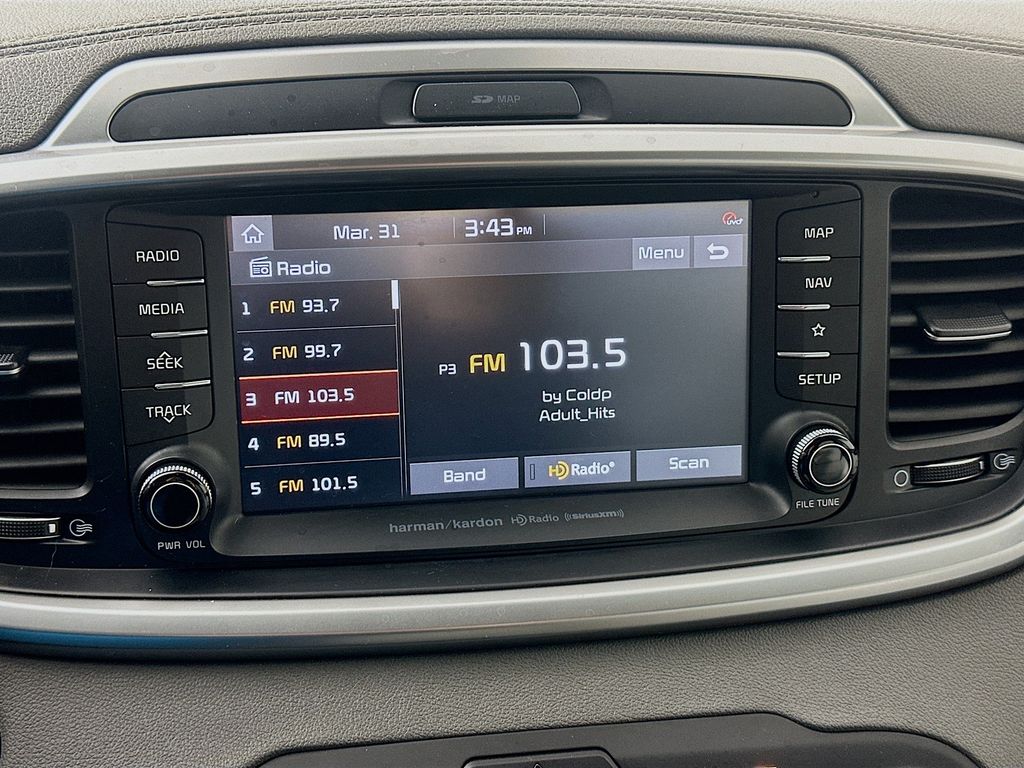 SD MAP
Mar. 31 3:43 PM UVO
Radio Menu
1 FM 93.7
2 FM 99.7
3 FM 103.5
4 FM 89.5
5 FM 101.5
P3 FM 103.5
by Coldp
Adult_Hits
Band HD Radio® Scan
harman/kardon HD Radio ((SiriusXM))
RADIO
MEDIA
SEEK
TRACK
PWR VOL
MAP
NAV
SETUP
FILE TUNE